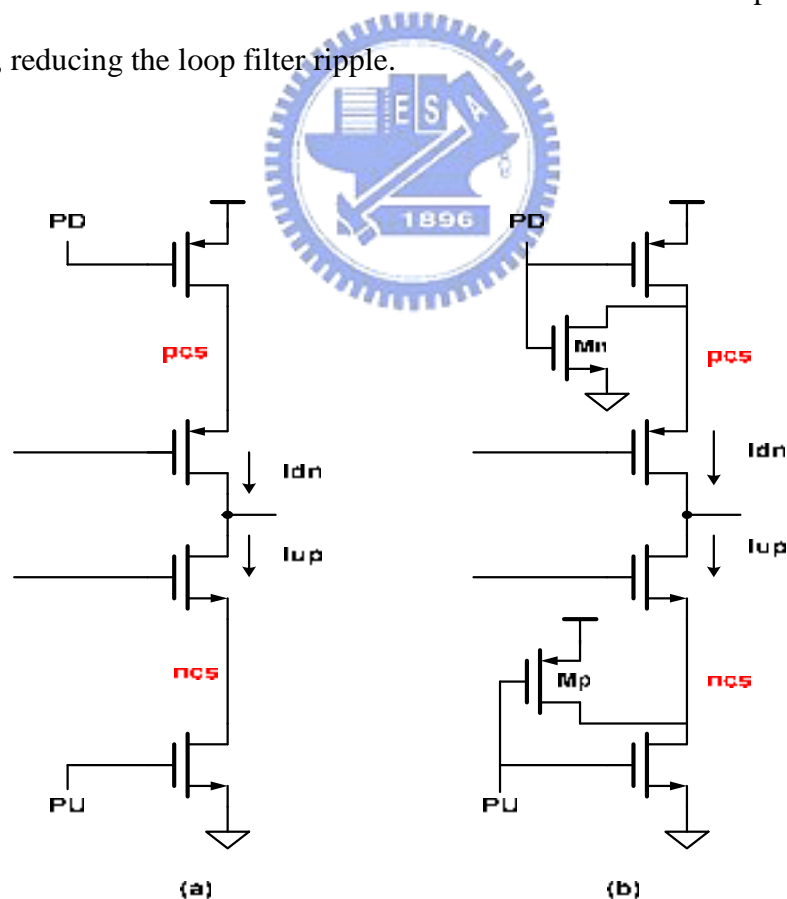 , reducing the loop filter ripple.
E S A
1896
PD
PD
Mn
pcs
pcs
Idn
Idn
Iup
Iup
Mp
ncs
ncs
PU
PU
(a)
(b)